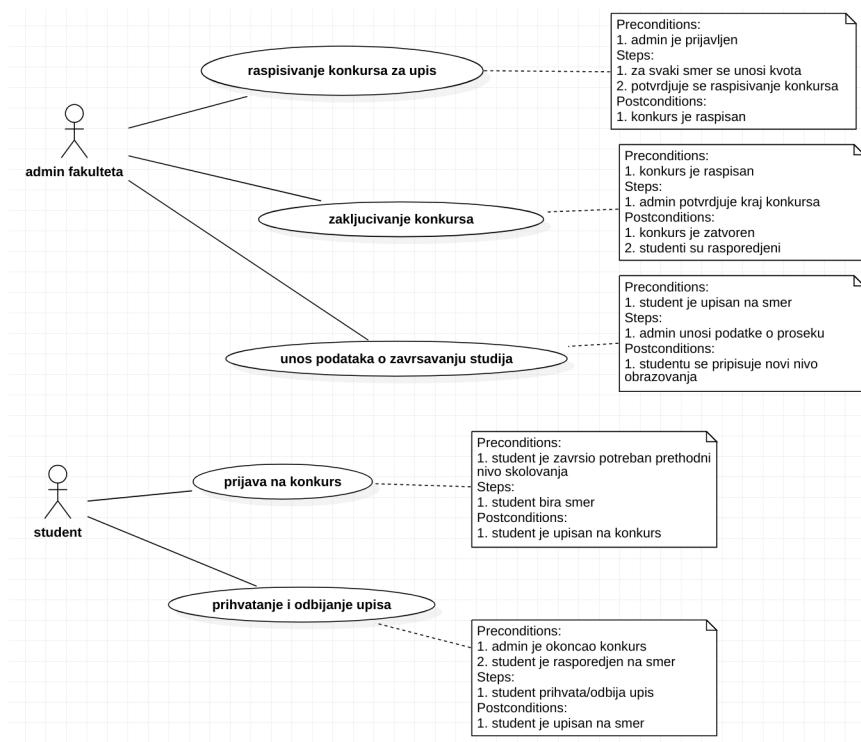 raspisivanje konkursa za upis
Preconditions:
1. admin je prijavljen
Steps:
1. za svaki smer se unosi kvota
2. potvrdjuje se raspisivanje konkursa
Postconditions:
1. konkurs je raspisan
admin fakulteta
zakljucivanje konkursa
Preconditions:
1. konkurs je raspisan
Steps:
1. admin potvrdjuje kraj konkursa
Postconditions:
1. konkurs je zatvoren
2. studenti su rasporedjeni
unos podataka o zavrsavanju studija
Preconditions:
1. student je upisan na smer
Steps:
1. admin unosi podatke o proseku
Postconditions:
1. studentu se pripisuje novi nivo
obrazovanja
student
prijava na konkurs
Preconditions:
1. student je zavrsio potreban prethodni
nivo skolovanja
Steps:
1. student bira smer
Postconditions:
1. student je upisan na konkurs
prihvatanje i odbijanje upisa
Preconditions:
1. admin je okoncao konkurs
2. student je rasporedjen na smer
Steps:
1. student prihvata/odbija upis
Postconditions:
1. student je upisan na smer